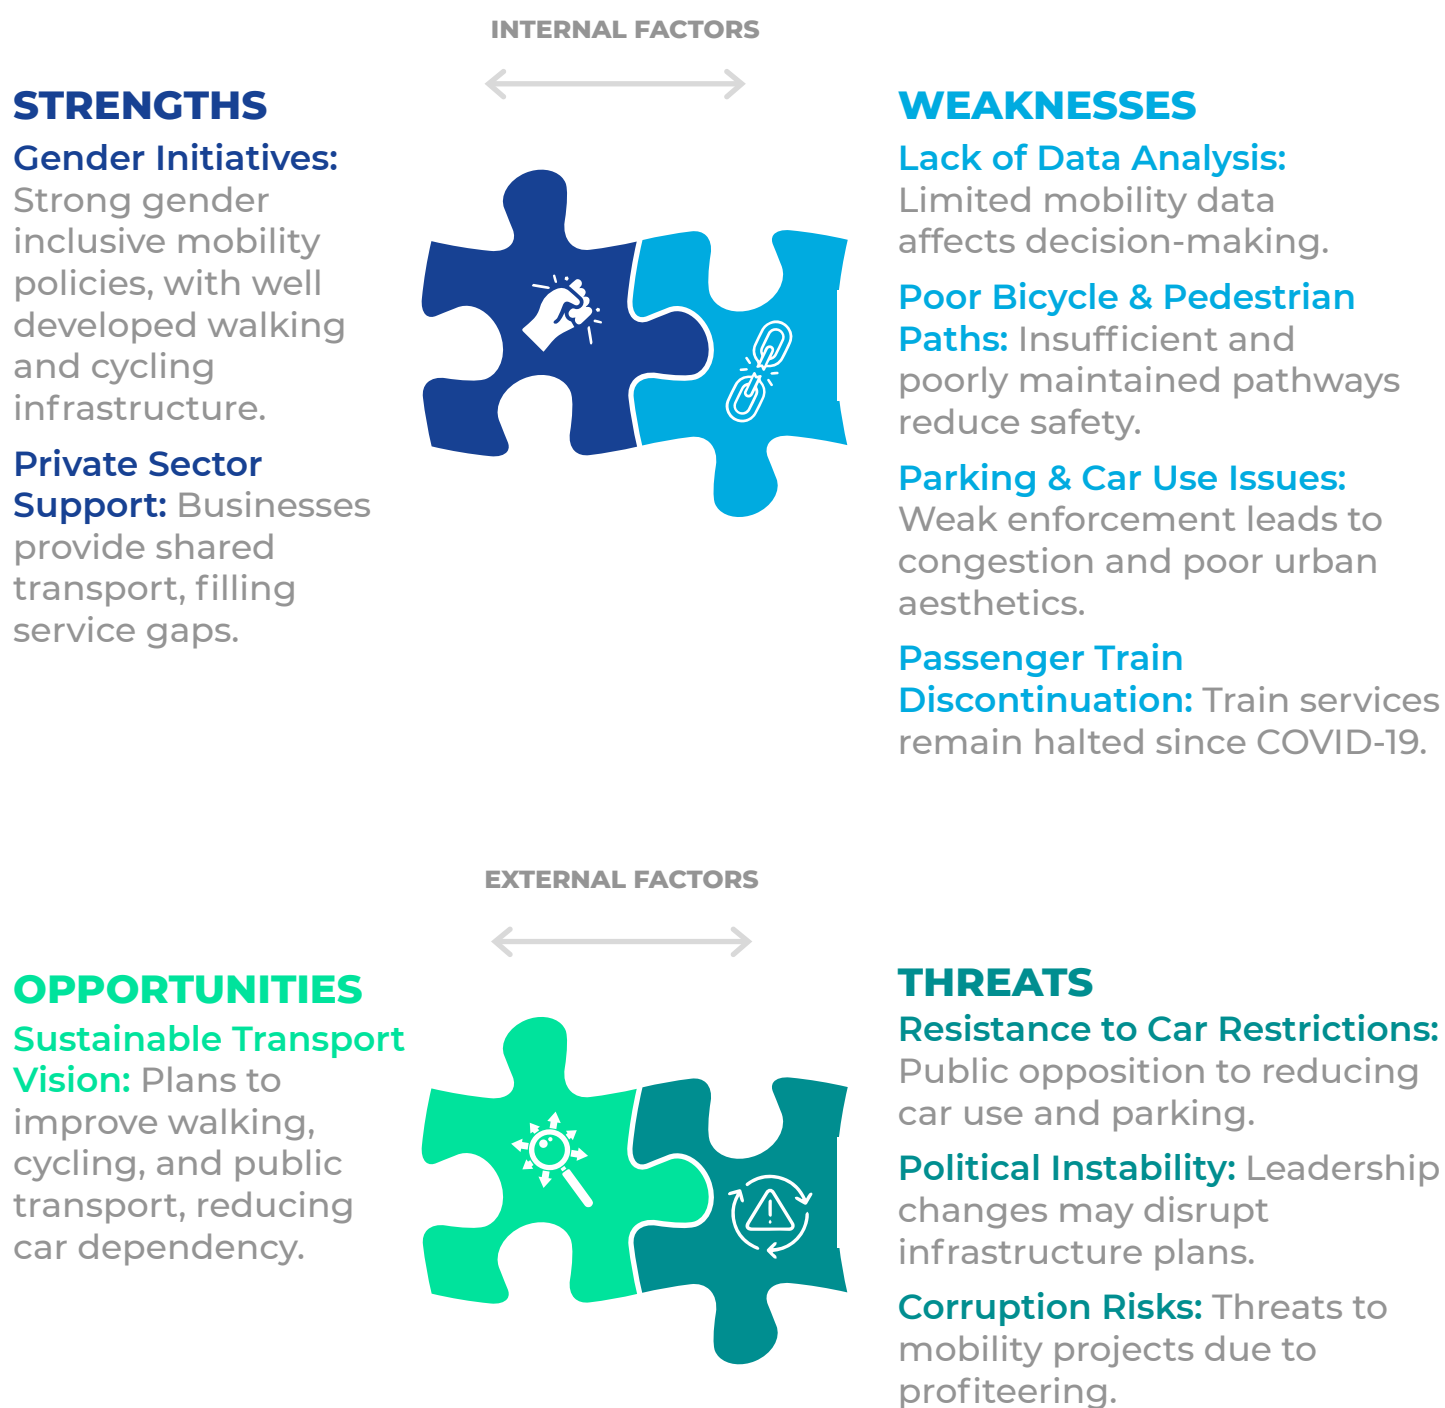 INTERNAL FACTORS
STRENGTHS
Gender Initiatives:
Strong gender
inclusive mobility
policies, with well
developed walking
and cycling
infrastructure.
Private Sector
Support: Businesses
provide shared
transport, filling
service gaps.
WEAKNESSES
Lack of Data Analysis:
Limited mobility data
affects decision-making.
Poor Bicycle & Pedestrian
Paths: Insufficient and
poorly maintained pathways
reduce safety.
Parking & Car Use Issues:
Weak enforcement leads to
congestion and poor urban
aesthetics.
Passenger Train
Discontinuation: Train services
remain halted since COVID-19.
EXTERNAL FACTORS
OPPORTUNITIES
Sustainable Transport
Vision: Plans to
improve walking,
cycling, and public
transport, reducing
car dependency.
THREATS
Resistance to Car Restrictions:
Public opposition to reducing
car use and parking.
Political Instability: Leadership
changes may disrupt
infrastructure plans.
Corruption Risks: Threats to
mobility projects due to
profiteering.